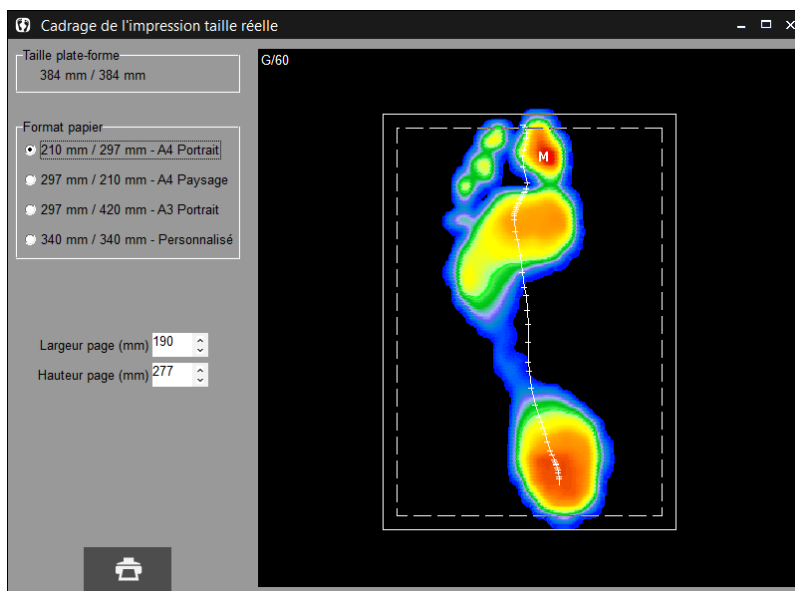 Cadrage de l'impression taille réelle
Taille plate-forme
384 mm / 384 mm
Format papier
210 mm / 297 mm - A4 Portrait
297 mm / 210 mm - A4 Paysage
297 mm / 420 mm - A3 Portrait
340 mm / 340 mm - Personnalisé
Largeur page (mm) 190
Hauteur page (mm) 277
G/60
M